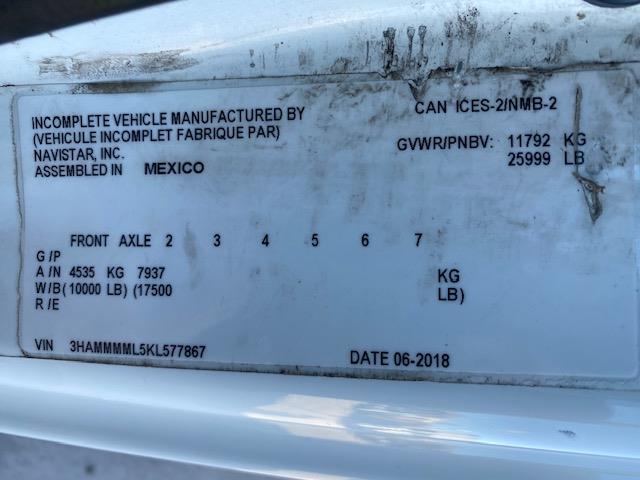 INCOMPLETE VEHICLE MANUFACTURED BY
(VEHICULE INCOMPLET FABRIQUE PAR)
NAVISTAR, INC.
ASSEMBLED IN MEXICO
CAN ICES-2/NMB-2
GVWR/PNBV: 11792 KG
25999 LB
FRONT AXLE 2 3 4 5 6 7
G/P
A/N 4535 KG 7937 KG
W/B (10000 LB) (17500 LB)
R/E
VIN 3HAMMMML5KL577867
DATE 06-2018